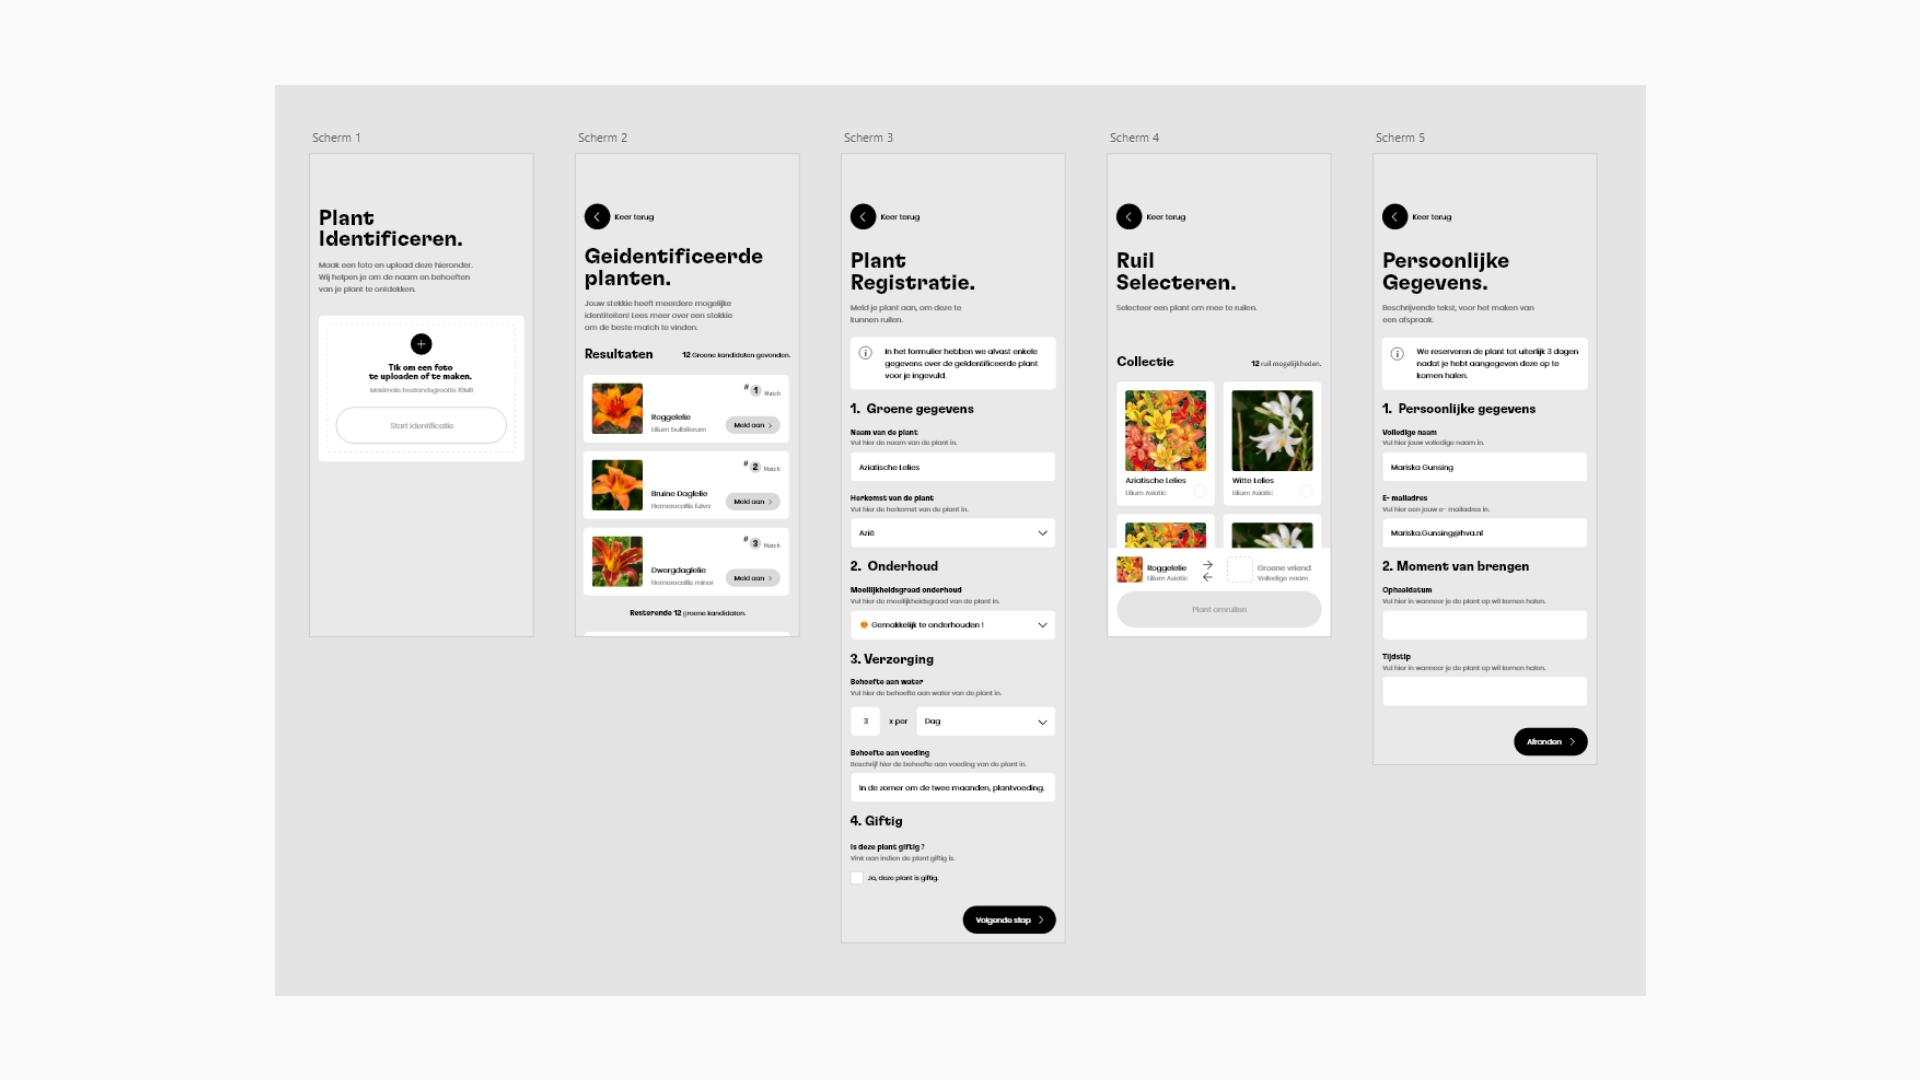 Scherm 1
Plant
Identificeren.
Maak een foto en upload deze hieronder.
Wij helpen je om de naam en behoeften
van je plant te ontdekken.
Tik om een foto
te uploaden of te maken.
Maximale bestandsgrootte 10MB
Start identificatie
Scherm 2
Keer terug
Geidentificeerde
planten.
Jouw stekkie heeft meerdere mogelijke
identiteiten! Lees meer over een stekkie
om de beste match te vinden.
Resultaten
12 Groene kandidaten gevonden.
# 1 Match
Roggelelie
Lilium bulbiferum
Meld aan
# 2 Match
Bruine Daglelie
Hemerocallis fulva
Meld aan
# 3 Match
Dwergdaglelie
Hemerocallis minor
Meld aan
Resterende 12 groene kandidaten.
Scherm 3
Keer terug
Plant
Registratie.
Meld je plant aan, om deze te
kunnen ruilen.
In het formulier hebben we alvast enkele
gegevens over de geïdentificeerde plant
voor je ingevuld.
1. Groene gegevens
Naam van de plant
Vul hier de naam van de plant in.
Aziatische Lelies
Herkomst van de plant
Vul hier de herkomst van de plant in.
Azië
2. Onderhoud
Moeilijkheidsgraad onderhoud
Vul hier de moeilijkheidsgraad van de plant in.
Gemakkelijk te onderhouden !
3. Verzorging
Behoefte aan water
Vul hier de behoefte aan water van de plant in.
3 x per Dag
Behoefte aan voeding
Beschrijf hier de behoefte aan voeding van de plant in.
In de zomer om de twee maanden, plantvoeding.
4. Giftig
Is deze plant giftig ?
Vink aan indien de plant giftig is.
Ja, deze plant is giftig.
Volgende stap
Scherm 4
Keer terug
Ruil
Selecteren.
Selecteer een plant om mee te ruilen.
Collectie
12 ruil mogelijkheden.
Aziatische Lelies
Lilium Asiatic
Witte Lelies
Lilium Asiatic
Roggelelie
Lilium Asiatic
Groene vriend
Volledige naam
Plant omruilen
Scherm 5
Keer terug
Persoonlijke
Gegevens.
Beschrijvende tekst, voor het maken van
een afspraak.
We reserveren de plant tot uiterlijk 3 dagen
nadat je hebt aangegeven deze op te
komen halen.
1. Persoonlijke gegevens
Volledige naam
Vul hier jouw volledige naam in.
Mariska Gunsing
E- mailadres
Vul hier een jouw e- mailadres in.
Mariska.Gunsing@hva.nl
2. Moment van brengen
Ophaaldatum
Vul hier in wanneer je de plant op wil komen halen.
Tijdstip
Vul hier in wanneer je de plant op wil komen halen.
Afronden